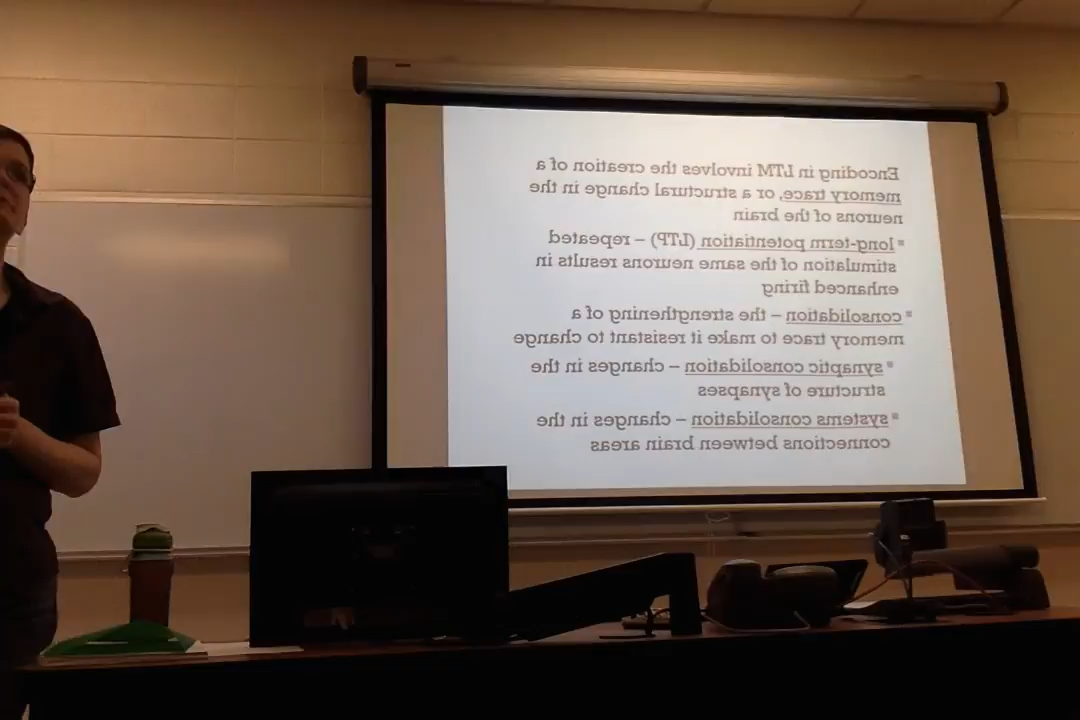 Encoding in LTM involves the creation of a
memory trace, or a structural change in the
neurons of the brain
▪ long-term potentiation (LTP) – repeated
stimulation of the same neurons results in
enhanced firing
▪ consolidation – the strengthening of a
memory trace to make it resistant to change
▪ synaptic consolidation – changes in the
structure of synapses
▪ systems consolidation – changes in the
connections between brain areas